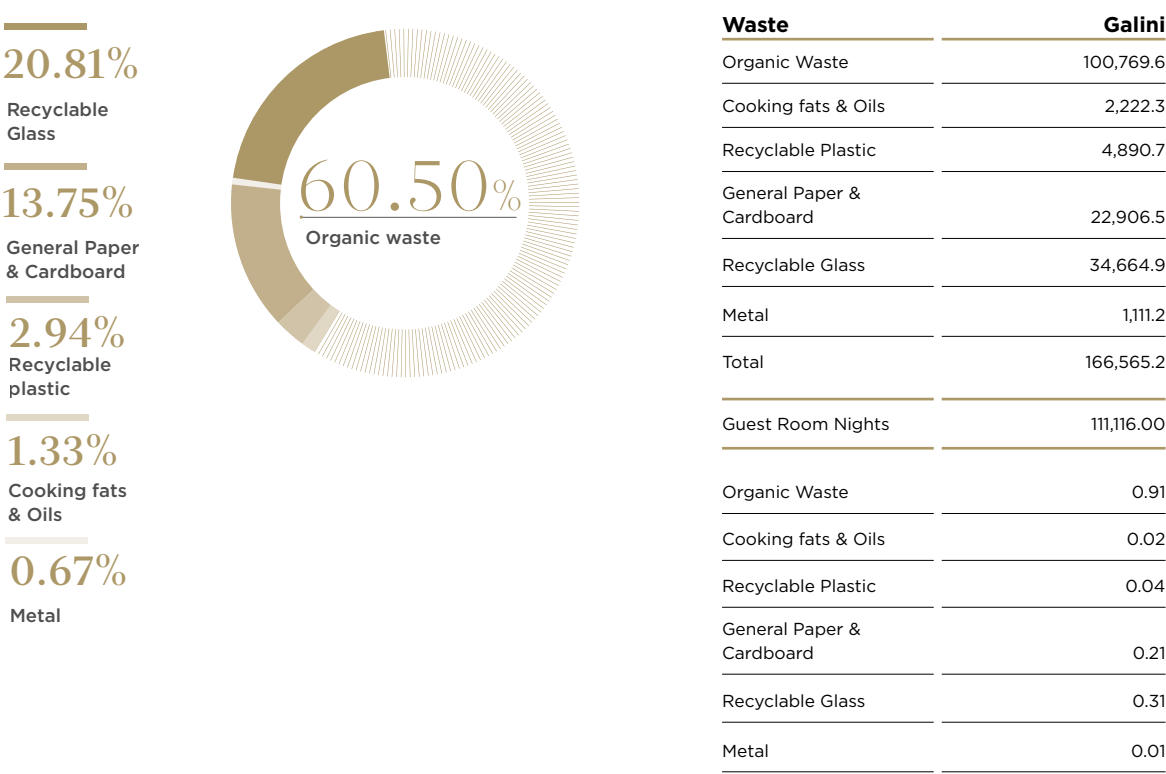 20.81%
Recyclable
Glass
13.75%
General Paper
& Cardboard
2.94%
Recyclable
plastic
1.33%
Cooking fats
& Oils
0.67%
Metal
60.50%
Organic waste
Waste Galini
Organic Waste 100,769.6
Cooking fats & Oils 2,222.3
Recyclable Plastic 4,890.7
General Paper &
Cardboard 22,906.5
Recyclable Glass 34,664.9
Metal 1,111.2
Total 166,565.2
Guest Room Nights 111,116.00
Organic Waste 0.91
Cooking fats & Oils 0.02
Recyclable Plastic 0.04
General Paper &
Cardboard 0.21
Recyclable Glass 0.31
Metal 0.01